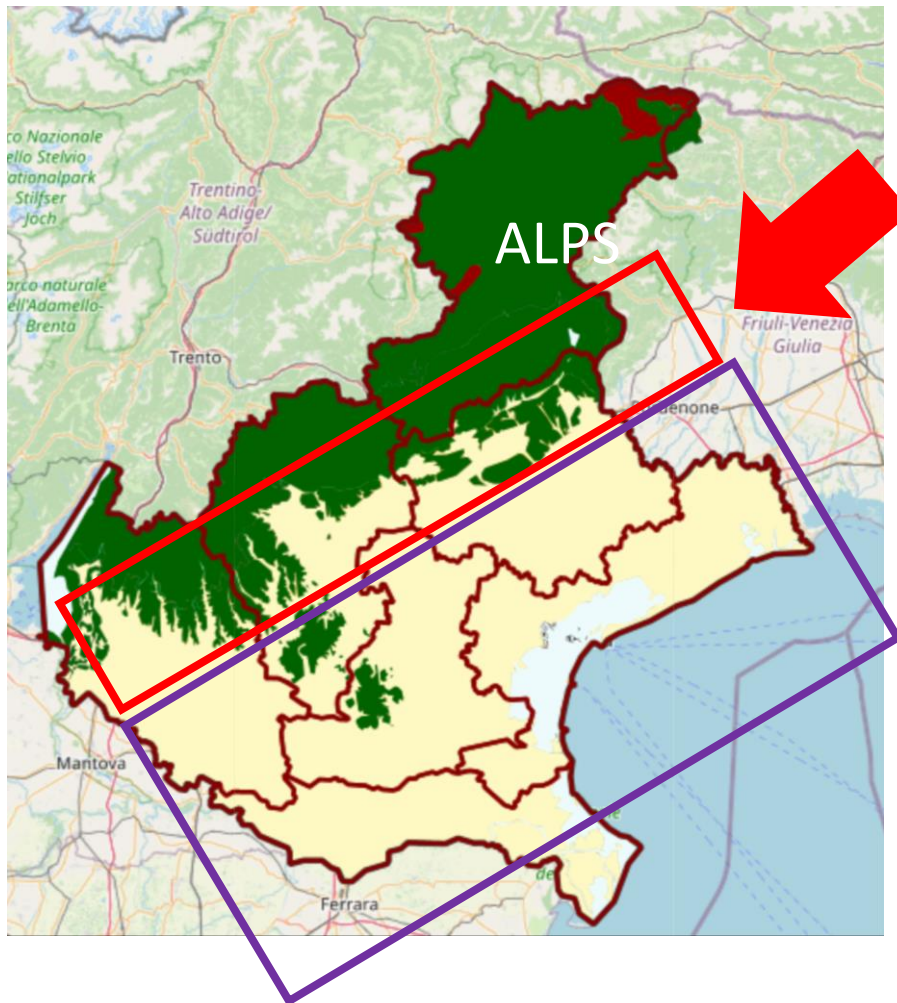 co Nazionale
ello Stelvio
ationalpark
Stilfser
Joch
Trentino-
Alto Adige/
Südtirol
ALPS
arco naturale
ell'Adamello-
Brenta
Friuli-Venezia
Giulia
Trento
denone
Mantova
Ferrara
de